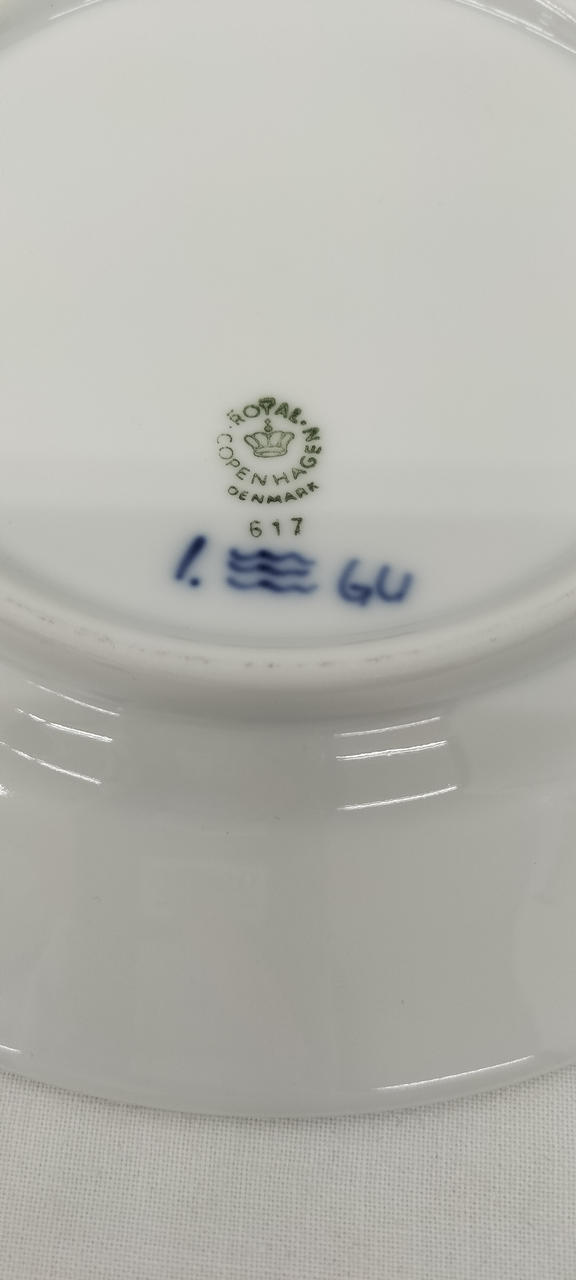 ROYAL
COPENHAGEN
DENMARK
617
1. GU